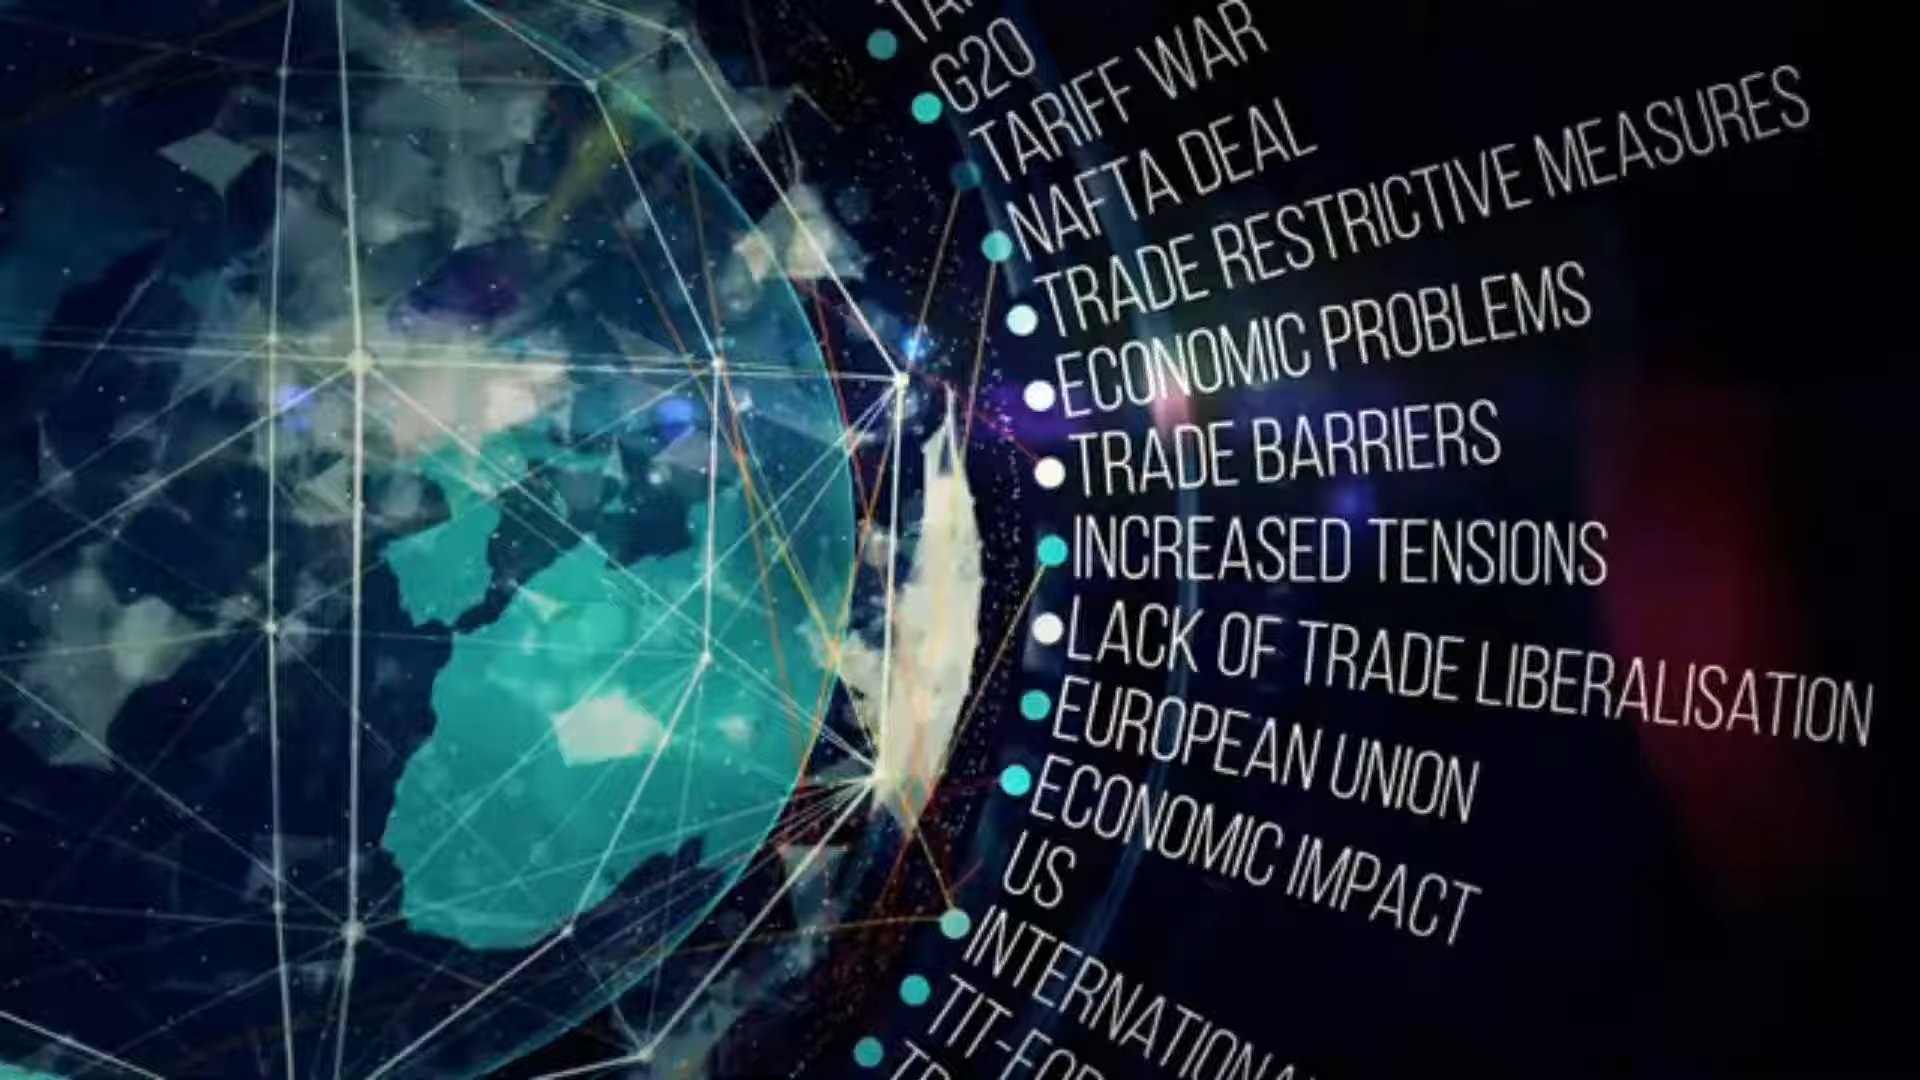 G20
TARIFF WAR
NAFTA DEAL
TRADE RESTRICTIVE MEASURES
ECONOMIC PROBLEMS
TRADE BARRIERS
INCREASED TENSIONS
LACK OF TRADE LIBERALISATION
EUROPEAN UNION
ECONOMIC IMPACT
US